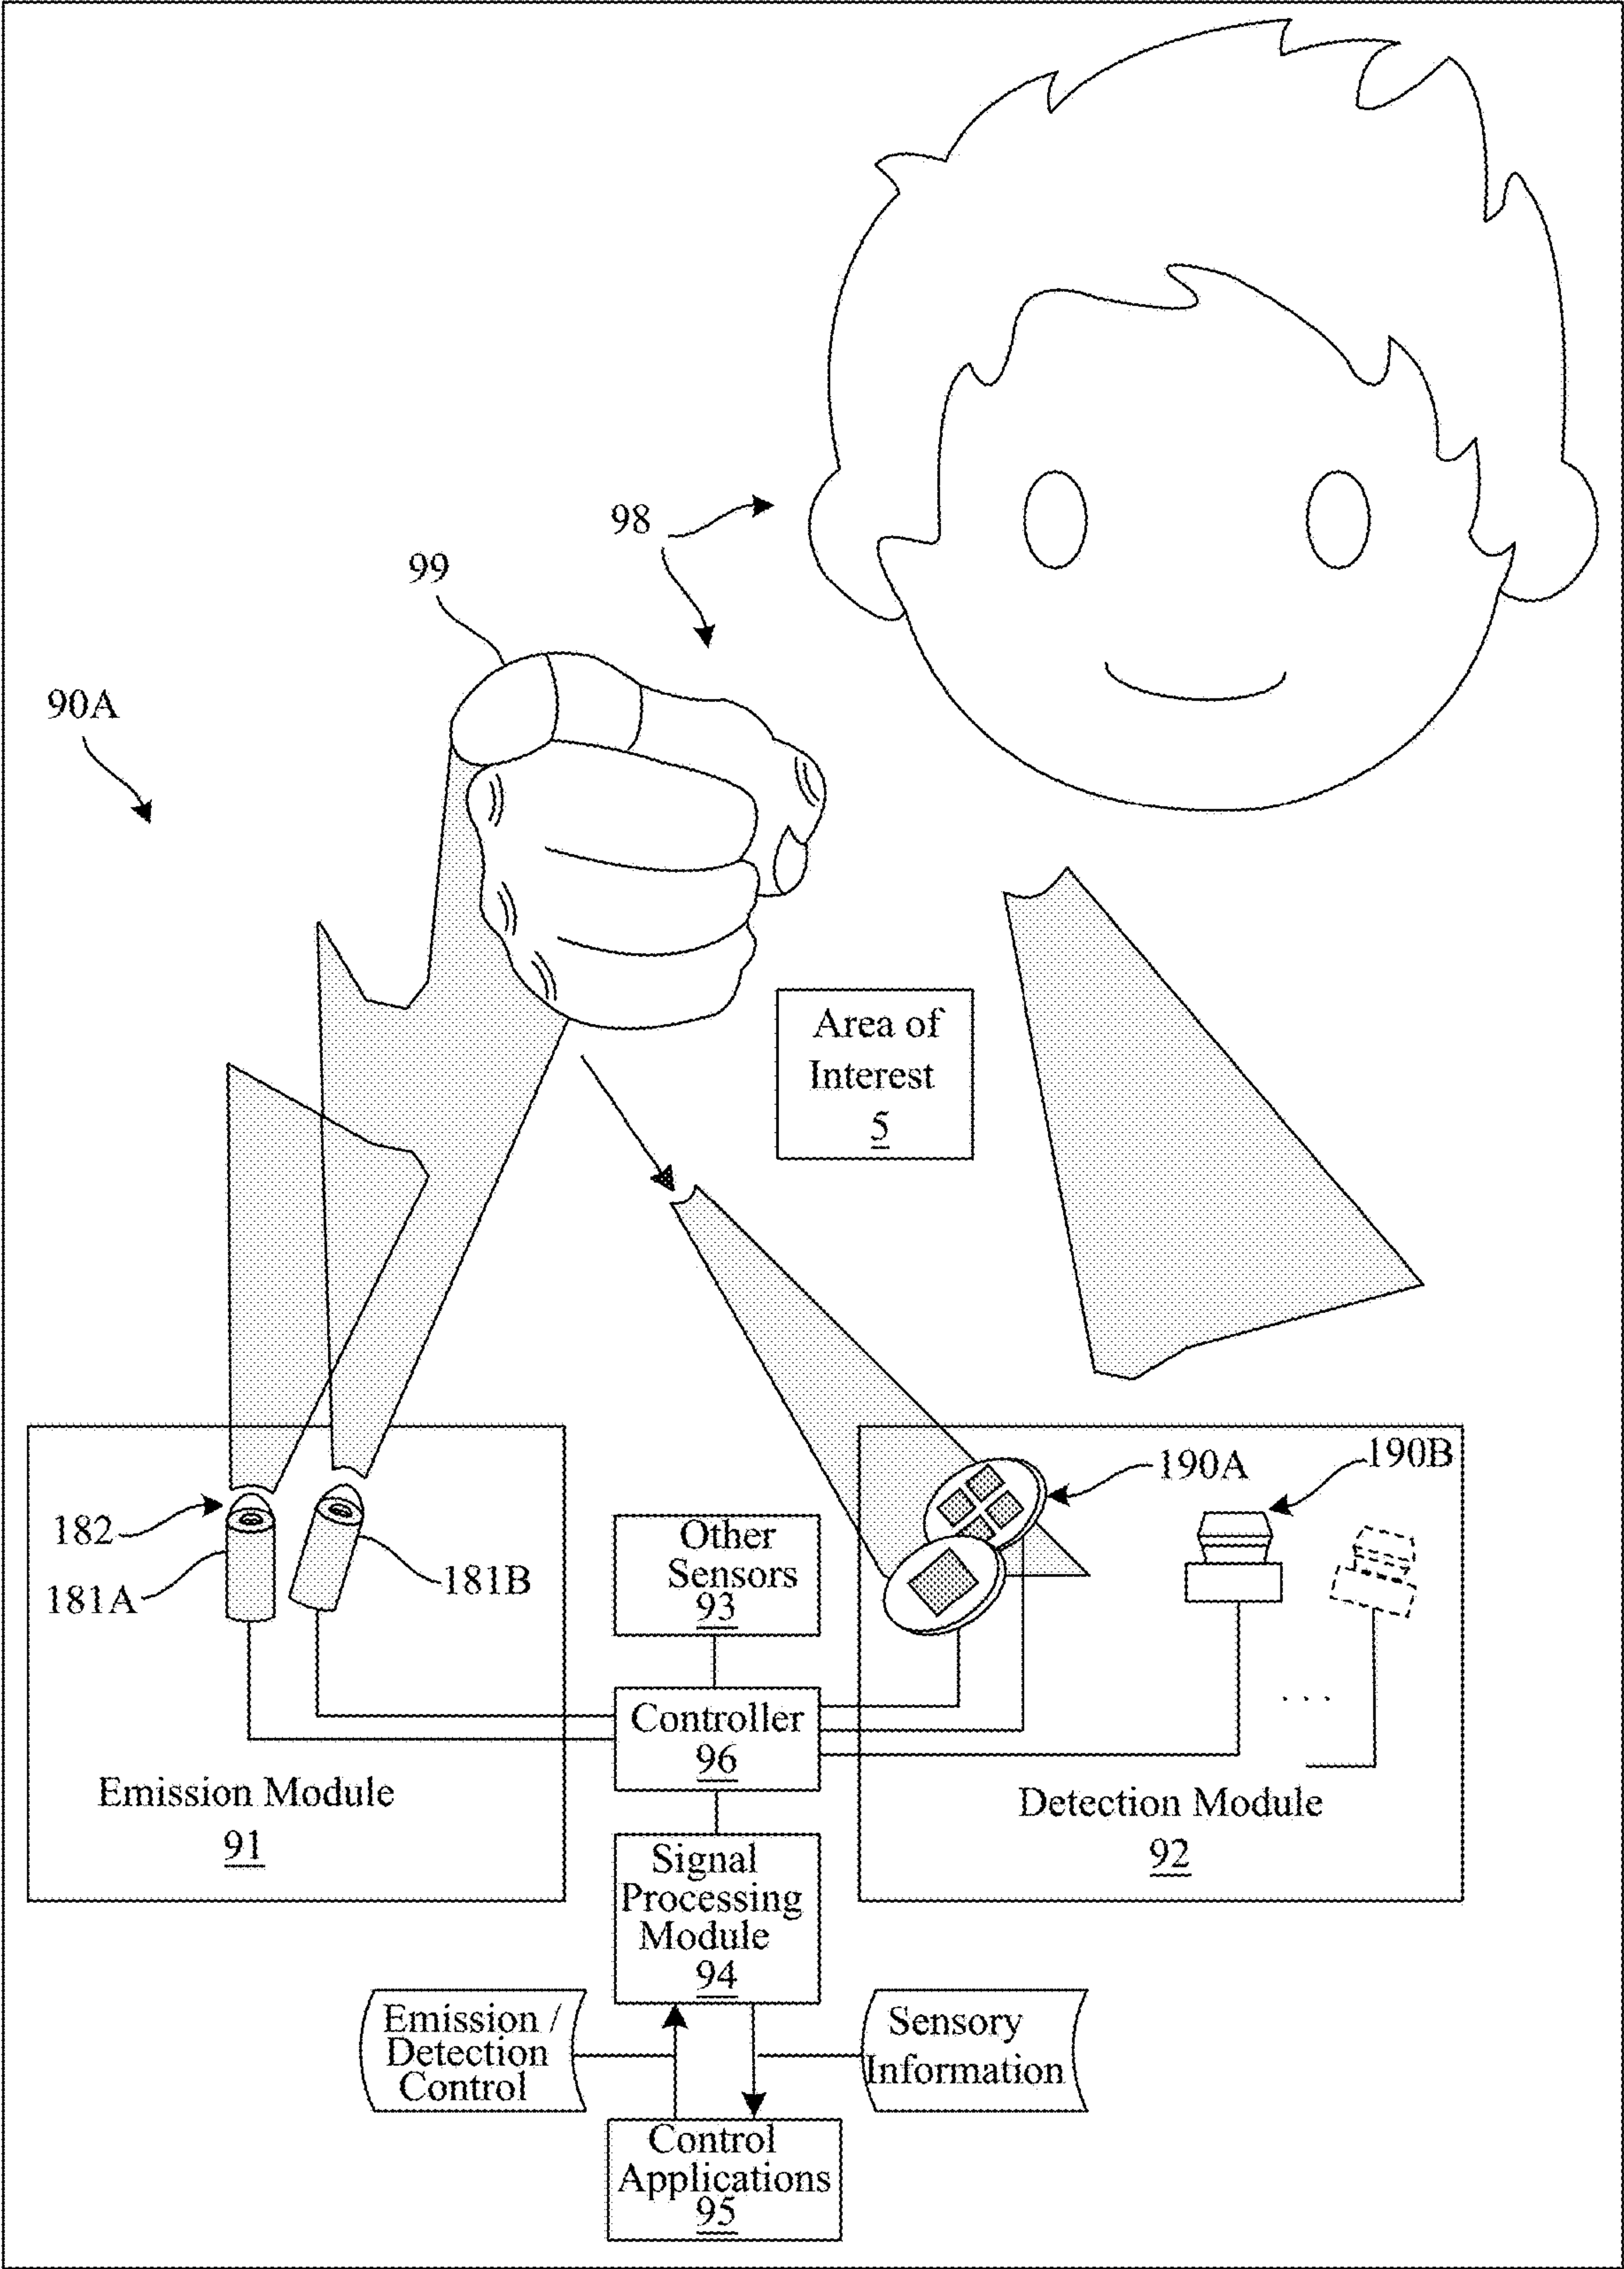 98
99
90A
Area of
Interest
5
190A
190B
182
181A
181B
Other
Sensors
93
Controller
96
Emission Module
91
Detection Module
92
Signal
Processing
Module
94
Emission /
Detection
Control
Sensory
Information
Control
Applications
95
. . .